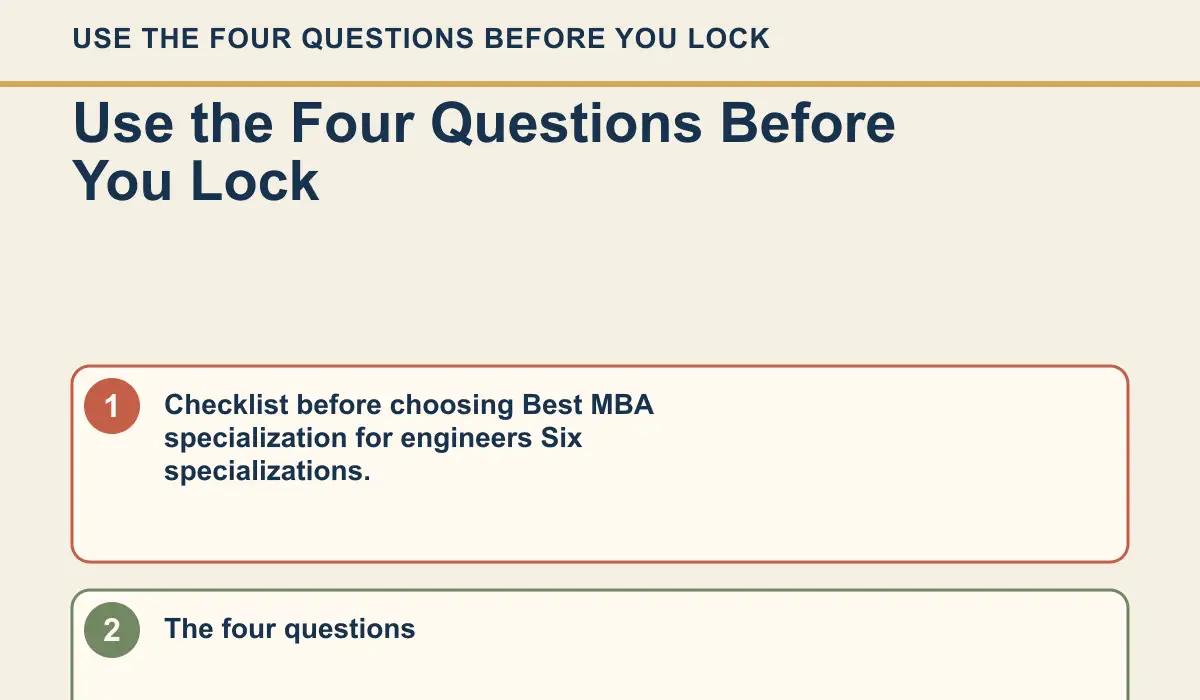 USE THE FOUR QUESTIONS BEFORE YOU LOCK
Use the Four Questions Before
You Lock
1
Checklist before choosing Best MBA
specialization for engineers Six
specializations.
2
The four questions